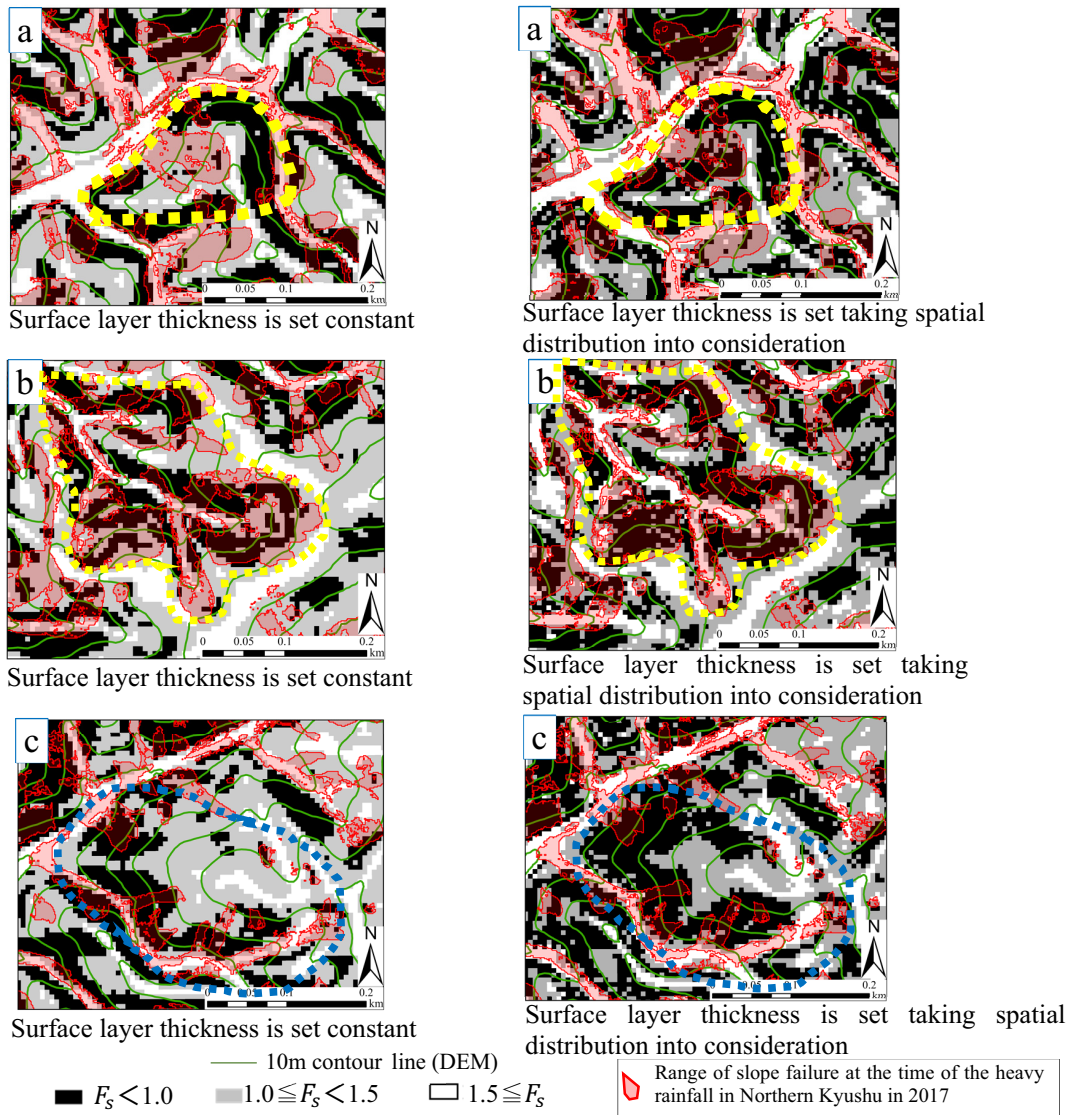 a
N
0 0.05 0.1 0.2
km
Surface layer thickness is set constant
a
N
0 0.05 0.1 0.2
km
Surface layer thickness is set taking spatial
distribution into consideration
b
N
0 0.05 0.1 0.2
km
Surface layer thickness is set constant
b
N
0 0.05 0.1 0.2
km
Surface layer thickness is set taking
spatial distribution into consideration
c
N
0 0.05 0.1 0.2
km
Surface layer thickness is set constant
c
N
0 0.05 0.1 0.2
km
Surface layer thickness is set taking spatial
distribution into consideration
10m contour line (DEM)
Fs<1.0 1.0≦Fs<1.5 1.5≦Fs
Range of slope failure at the time of the heavy
rainfall in Northern Kyushu in 2017